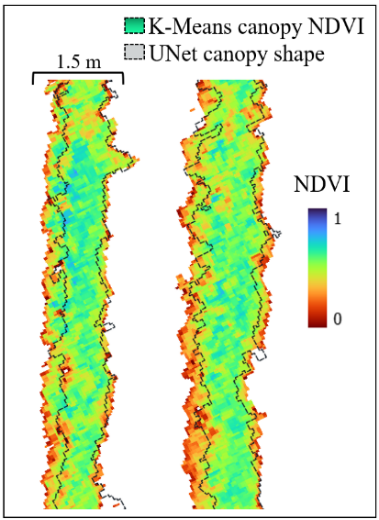 K-Means canopy NDVI
UNet canopy shape
1.5 m
NDVI
1
0